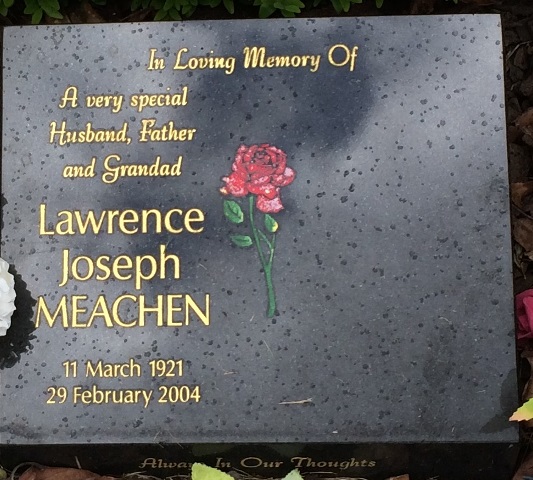 In Loving Memory Of
A very special
Husband, Father
and Grandad
Lawrence
Joseph
MEACHEN
11 March 1921
29 February 2004
Always In Our Thoughts